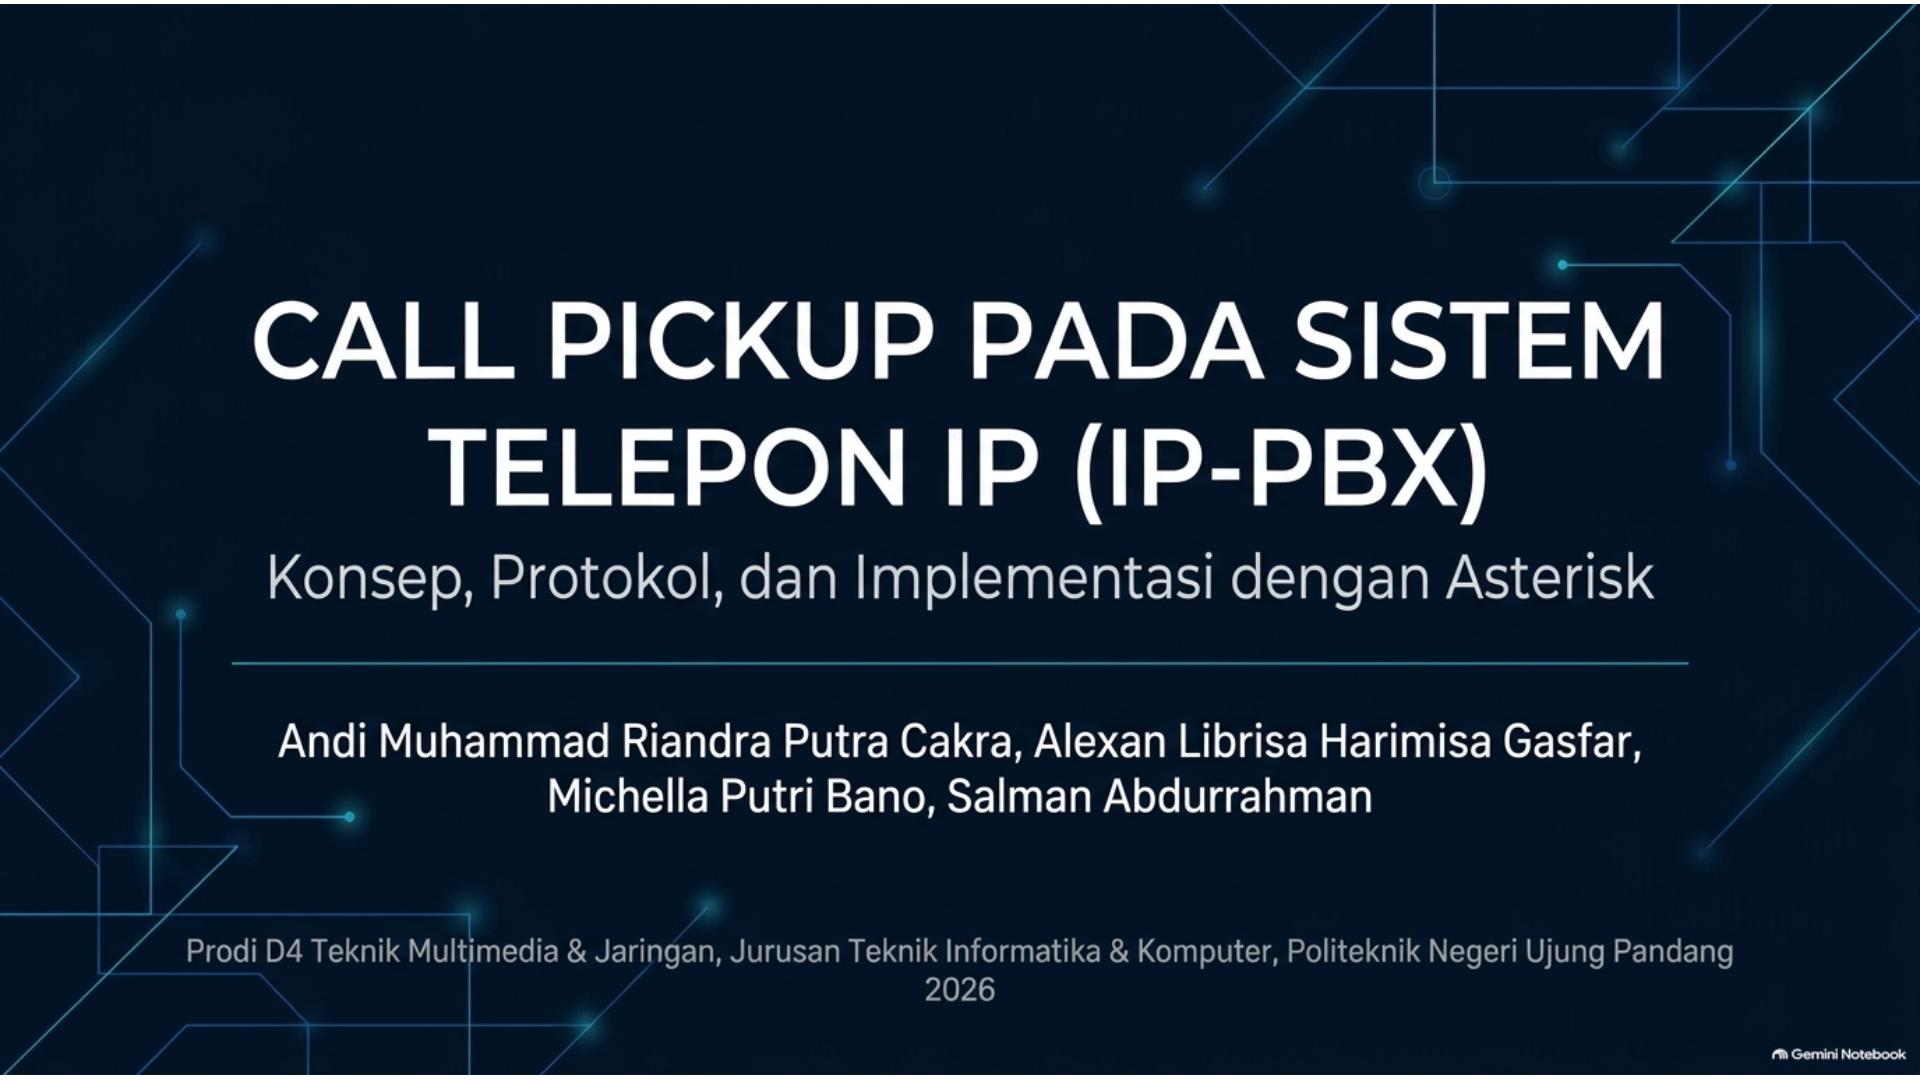 CALL PICKUP PADA SISTEM
TELEPON IP (IP-PBX)
Konsep, Protokol, dan Implementasi dengan Asterisk
Andi Muhammad Riandra Putra Cakra, Alexan Librisa Harimisa Gasfar,
Michella Putri Bano, Salman Abdurrahman
Prodi D4 Teknik Multimedia & Jaringan, Jurusan Teknik Informatika & Komputer, Politeknik Negeri Ujung Pandang
2026
Gemini Notebook